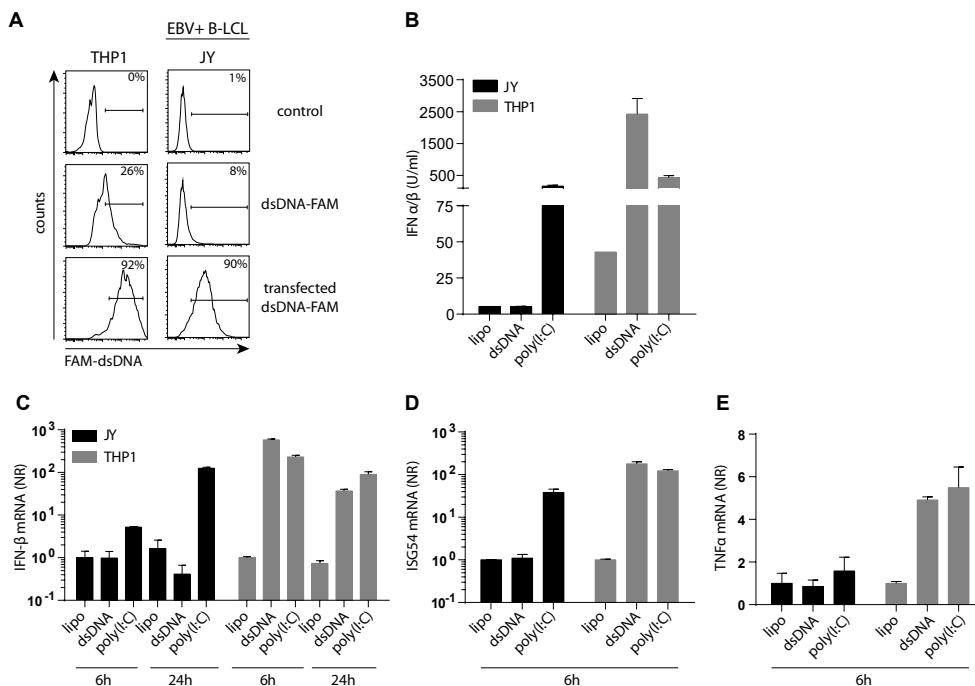 A
EBV+ B-LCL
THP1
JY
0%
1%
control
26%
8%
dsDNA-FAM
92%
90%
transfected
dsDNA-FAM
counts
FAM-dsDNA
B
JY
THP1
IFN α/β (U/ml)
3500
2500
1500
500
75
50
25
0
lipo
dsDNA
poly(I:C)
lipo
dsDNA
poly(I:C)
C
JY
THP1
IFN-β mRNA (NR)
10³
10²
10¹
10⁰
10⁻¹
lipo
dsDNA
poly(I:C)
lipo
dsDNA
poly(I:C)
lipo
dsDNA
poly(I:C)
lipo
dsDNA
poly(I:C)
6h
24h
6h
24h
D
ISG54 mRNA (NR)
10³
10²
10¹
10⁰
10⁻¹
lipo
dsDNA
poly(I:C)
lipo
dsDNA
poly(I:C)
6h
E
TNFα mRNA (NR)
8
6
4
2
0
lipo
dsDNA
poly(I:C)
lipo
dsDNA
poly(I:C)
6h